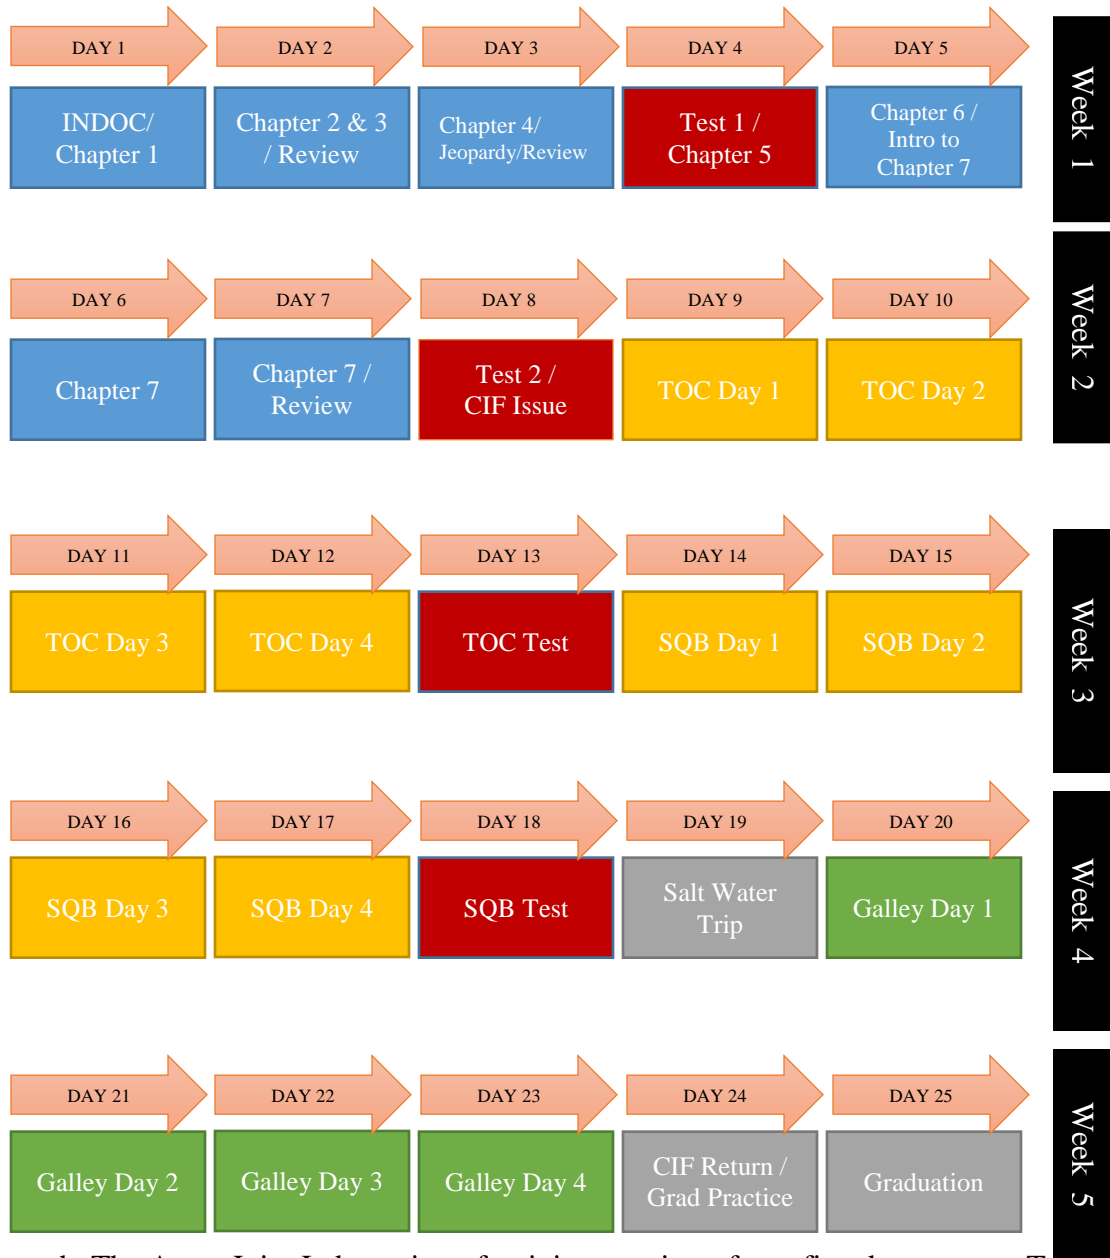 DAY 1
DAY 2
DAY 3
DAY 4
DAY 5
INDOC/
Chapter 1
Chapter 2 & 3
/ Review
Chapter 4/
Jeopardy/Review
Test 1 /
Chapter 5
Chapter 6 /
Intro to
Chapter 7
Week 1
DAY 6
DAY 7
DAY 8
DAY 9
DAY 10
Chapter 7
Chapter 7 /
Review
Test 2 /
CIF Issue
TOC Day 1
TOC Day 2
Week 2
DAY 11
DAY 12
DAY 13
DAY 14
DAY 15
TOC Day 3
TOC Day 4
TOC Test
SQB Day 1
SQB Day 2
Week 3
DAY 16
DAY 17
DAY 18
DAY 19
DAY 20
SQB Day 3
SQB Day 4
SQB Test
Salt Water
Trip
Galley Day 1
Week 4
DAY 21
DAY 22
DAY 23
DAY 24
DAY 25
Galley Day 2
Galley Day 3
Galley Day 4
CIF Return /
Grad Practice
Graduation
Week 5